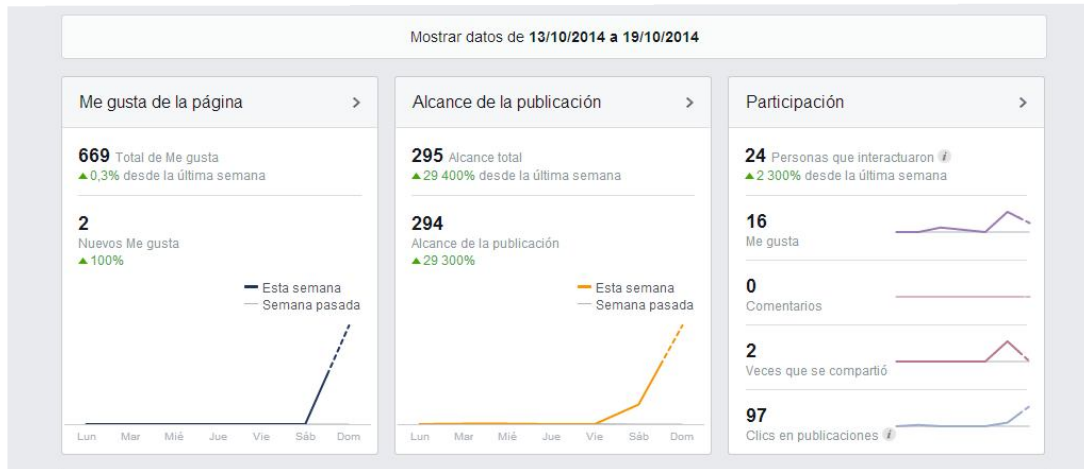 Mostrar datos de 13/10/2014 a 19/10/2014
Me gusta de la página
669 Total de Me gusta
0,3% desde la última semana
2
Nuevos Me gusta
100%
Esta semana
Semana pasada
Lun Mar Mié Jue Vie Sáb Dom
Alcance de la publicación
295 Alcance total
29 400% desde la última semana
294
Alcance de la publicación
29 300%
Esta semana
Semana pasada
Lun Mar Mié Jue Vie Sáb Dom
Participación
24 Personas que interactuaron i
2 300% desde la última semana
16
Me gusta
0
Comentarios
2
Veces que se compartió
97
Clics en publicaciones i